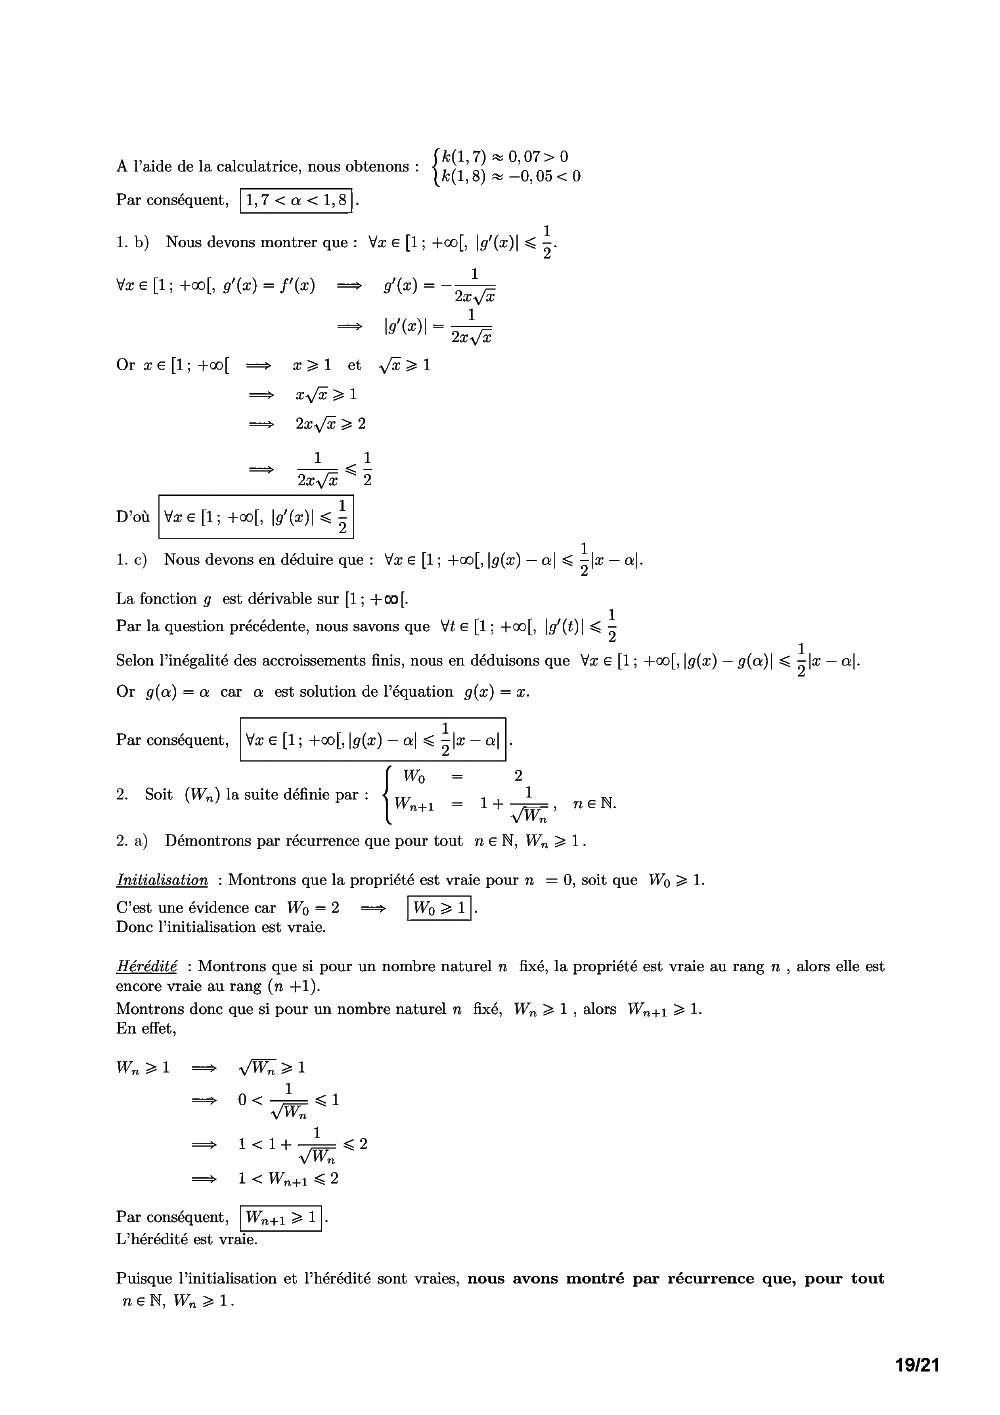 A l'aide de la calculatrice, nous obtenons : { k(1,7) ≈ 0,07 > 0
k(1,8) ≈ −0,05 < 0
Par conséquent, 1,7 < α < 1,8 .
1. b) Nous devons montrer que : ∀x ∈ [1 ; +∞[, |g′(x)| ⩽ 1/2.
∀x ∈ [1 ; +∞[, g′(x) = f′(x) ⟹ g′(x) = −1/(2x√x)
⟹ |g′(x)| = 1/(2x√x)
Or x ∈ [1 ; +∞[ ⟹ x ⩾ 1 et √x ⩾ 1
⟹ x√x ⩾ 1
⟹ 2x√x ⩾ 2
⟹ 1/(2x√x) ⩽ 1/2
D'où ∀x ∈ [1 ; +∞[, |g′(x)| ⩽ 1/2
1. c) Nous devons en déduire que : ∀x ∈ [1 ; +∞[, |g(x) − α| ⩽ 1/2|x − α|.
La fonction g est dérivable sur [1 ; +∞[.
Par la question précédente, nous savons que ∀t ∈ [1 ; +∞[, |g′(t)| ⩽ 1/2
Selon l'inégalité des accroissements finis, nous en déduisons que ∀x ∈ [1 ; +∞[, |g(x) − g(α)| ⩽ 1/2|x − α|.
Or g(α) = α car α est solution de l'équation g(x) = x.
Par conséquent, ∀x ∈ [1 ; +∞[, |g(x) − α| ⩽ 1/2|x − α| .
2. Soit (Wₙ) la suite définie par : { W₀ = 2
Wₙ₊₁ = 1 + 1/√Wₙ , n ∈ ℕ.
2. a) Démontrons par récurrence que pour tout n ∈ ℕ, Wₙ ⩾ 1 .
Initialisation : Montrons que la propriété est vraie pour n = 0, soit que W₀ ⩾ 1.
C'est une évidence car W₀ = 2 ⟹ W₀ ⩾ 1 .
Donc l'initialisation est vraie.
Hérédité : Montrons que si pour un nombre naturel n fixé, la propriété est vraie au rang n , alors elle est
encore vraie au rang (n +1).
Montrons donc que si pour un nombre naturel n fixé, Wₙ ⩾ 1 , alors Wₙ₊₁ ⩾ 1.
En effet,
Wₙ ⩾ 1 ⟹ √Wₙ ⩾ 1
⟹ 0 < 1/√Wₙ ⩽ 1
⟹ 1 < 1 + 1/√Wₙ ⩽ 2
⟹ 1 < Wₙ₊₁ ⩽ 2
Par conséquent, Wₙ₊₁ ⩾ 1 .
L'hérédité est vraie.
Puisque l'initialisation et l'hérédité sont vraies, nous avons montré par récurrence que, pour tout
n ∈ ℕ, Wₙ ⩾ 1 .
19/21